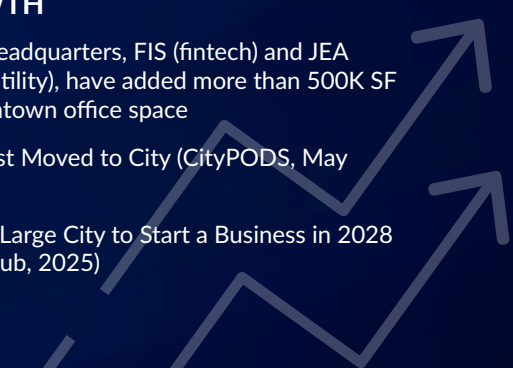 eadquarters, FIS (fintech) and JEA
tility), have added more than 500K SF
ntown office space
st Moved to City (CityPODS, May
Large City to Start a Business in 2028
ub, 2025)